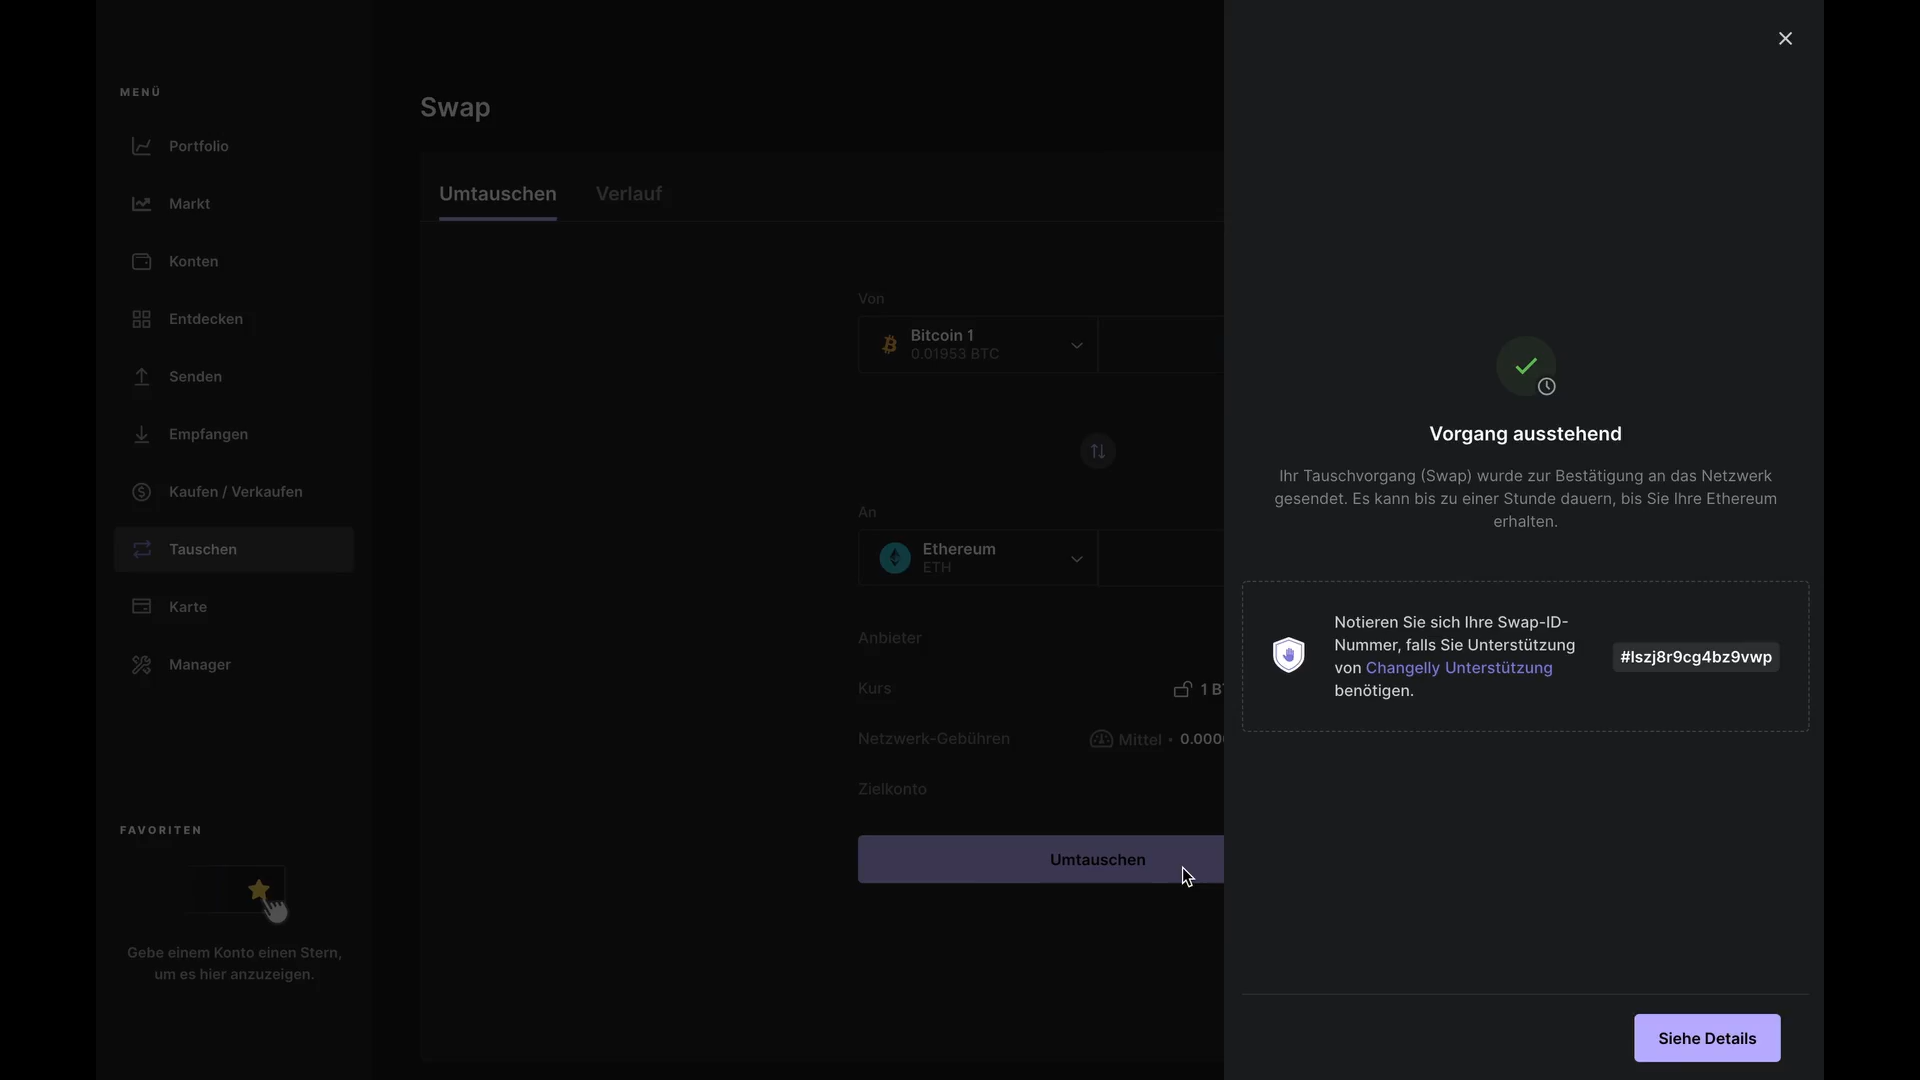 MENÜ
Portfolio
Markt
Konten
Entdecken
Senden
Empfangen
Kaufen / Verkaufen
Tauschen
Karte
Manager
FAVORITEN
Gebe einem Konto einen Stern,
um es hier anzuzeigen.
Swap
Umtauschen Verlauf
Von
Bitcoin 1
0.01953 BTC
An
Ethereum
ETH
Anbieter
Kurs 1 BT
Netzwerk-Gebühren Mittel • 0.000
Zielkonto
Umtauschen
Vorgang ausstehend
Ihr Tauschvorgang (Swap) wurde zur Bestätigung an das Netzwerk
gesendet. Es kann bis zu einer Stunde dauern, bis Sie Ihre Ethereum
erhalten.
Notieren Sie sich Ihre Swap-ID-
Nummer, falls Sie Unterstützung
von Changelly Unterstützung
benötigen.
#lszj8r9cg4bz9vwp
Siehe Details